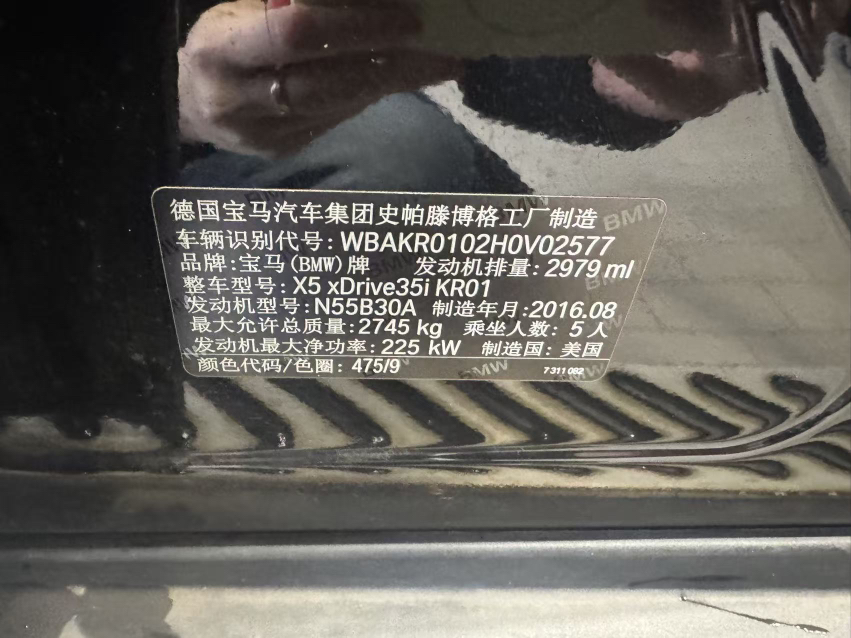 德国宝马汽车集团史帕滕博格工厂制造
车辆识别代号: WBAKR0102H0V02577
品牌: 宝马(BMW)牌 发动机排量: 2979 ml
整车型号: X5 xDrive35i KR01
发动机型号: N55B30A 制造年月: 2016.08
最大允许总质量: 2745 kg 乘坐人数: 5 人
发动机最大净功率: 225 kW 制造国: 美国
颜色代码/色圈: 475/9 7 311 082
BMW
BMW
BMW